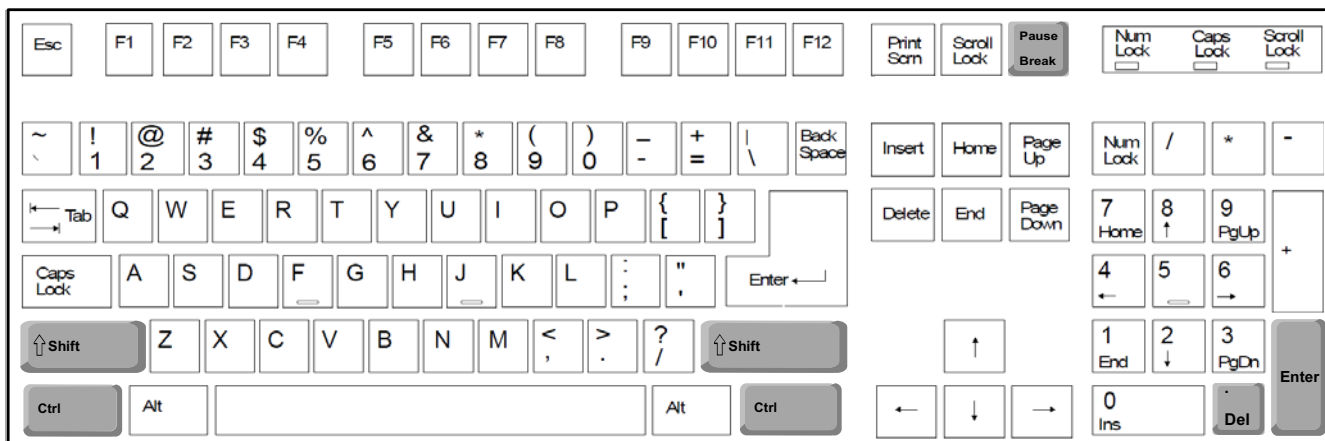 Esc F1 F2 F3 F4 F5 F6 F7 F8 F9 F10 F11 F12 Print Scrn Scroll Lock Pause Break Num Lock Caps Lock Scroll Lock
~ ` ! 1 @ 2 # 3 $ 4 % 5 ^ 6 & 7 * 8 ( 9 ) 0 _ - + = | \ Back Space Insert Home Page Up Num Lock / * -
Tab Q W E R T Y U I O P { [ } ] Delete End Page Down 7 Home 8 ↑ 9 PgUp +
Caps Lock A S D F G H J K L : ; " ' Enter 4 ← 5 6 →
⇧ Shift Z X C V B N M < , > . ? / ⇧ Shift ↑ 1 End 2 ↓ 3 PgDn Enter
Ctrl Alt Alt Ctrl ← ↓ → 0 Ins . Del